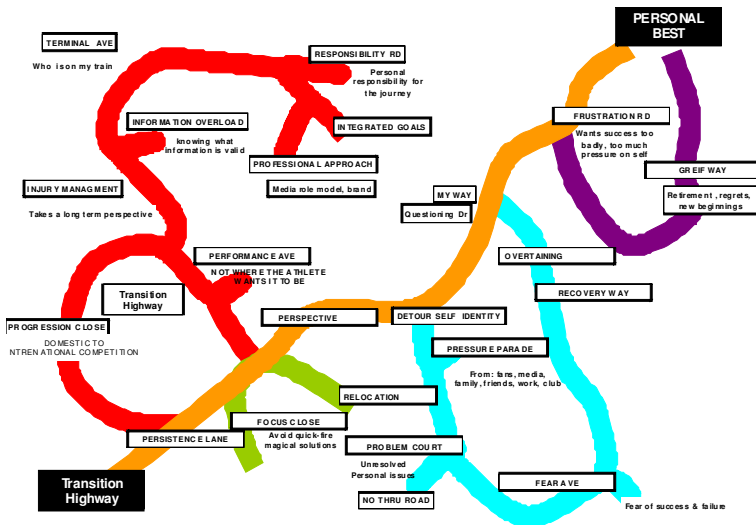 PERSONAL
BEST
TERMINAL AVE
Who is on my train
RESPONSIBILITY RD
Personal
responsibility for
the journey
INFORMATION OVERLOAD
knowing what
information is valid
INTEGRATED GOALS
PROFESSIONAL APPROACH
Media role model, brand
FRUSTRATION RD
Wants success too
badly, too much
pressure on self
GREIF WAY
Retirement, regrets,
new beginnings
INJURY MANAGMENT
Takes a long term perspective
MY WAY
Questioning Dr
PERFORMANCE AVE
NOT WHERE THE ATHLETE
WANTS IT TO BE
OVERTAINING
RECOVERY WAY
Transition
Highway
PERSPECTIVE
DETOUR SELF IDENTITY
PROGRESSION CLOSE
DOMESTIC TO
NTRENATIONAL COMPETITION
PRESSURE PARADE
From: fans, media,
family, friends, work, club
RELOCATION
FOCUS CLOSE
Avoid quick-fire
magical solutions
PERSISTENCE LANE
PROBLEM COURT
Unresolved
Personal issues
NO THRU ROAD
Transition
Highway
FEAR AVE
Fear of success & failure